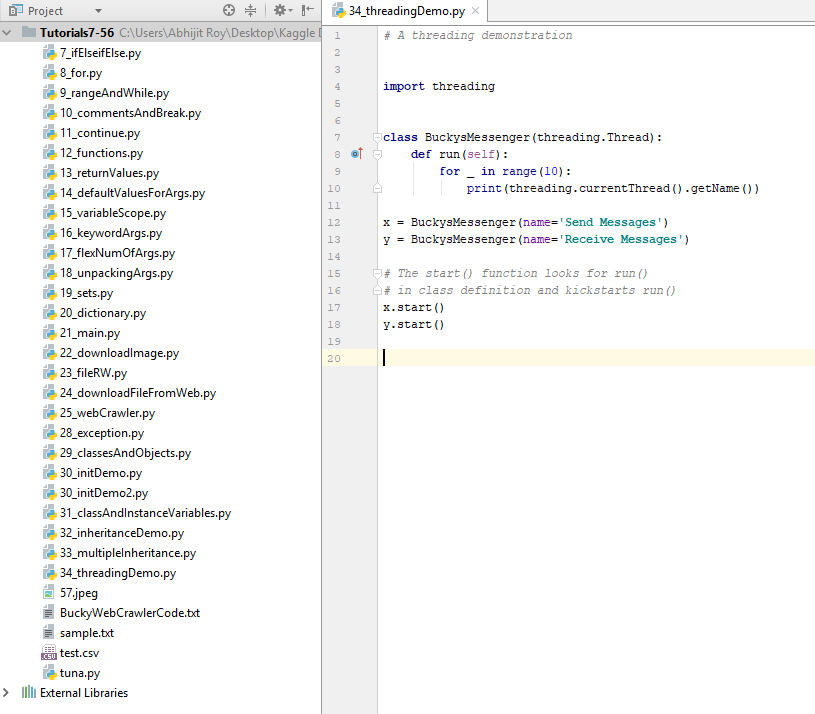 Project
34_threadingDemo.py
Tutorials7-56 C:\Users\Abhijit Roy\Desktop\Kaggle D
7_ifElseifElse.py
8_for.py
9_rangeAndWhile.py
10_commentsAndBreak.py
11_continue.py
12_functions.py
13_returnValues.py
14_defaultValuesForArgs.py
15_variableScope.py
16_keywordArgs.py
17_flexNumOfArgs.py
18_unpackingArgs.py
19_sets.py
20_dictionary.py
21_main.py
22_downloadImage.py
23_fileRW.py
24_downloadFileFromWeb.py
25_webCrawler.py
28_exception.py
29_classesAndObjects.py
30_initDemo.py
30_initDemo2.py
31_classAndInstanceVariables.py
32_inheritanceDemo.py
33_multipleInheritance.py
34_threadingDemo.py
57.jpeg
BuckyWebCrawlerCode.txt
sample.txt
test.csv
tuna.py
External Libraries
1 # A threading demonstration
2
3
4 import threading
5
6
7 class BuckysMessenger(threading.Thread):
8 def run(self):
9 for _ in range(10):
10 print(threading.currentThread().getName())
11
12 x = BuckysMessenger(name='Send Messages')
13 y = BuckysMessenger(name='Receive Messages')
14
15 # The start() function looks for run()
16 # in class definition and kickstarts run()
17 x.start()
18 y.start()
19
20